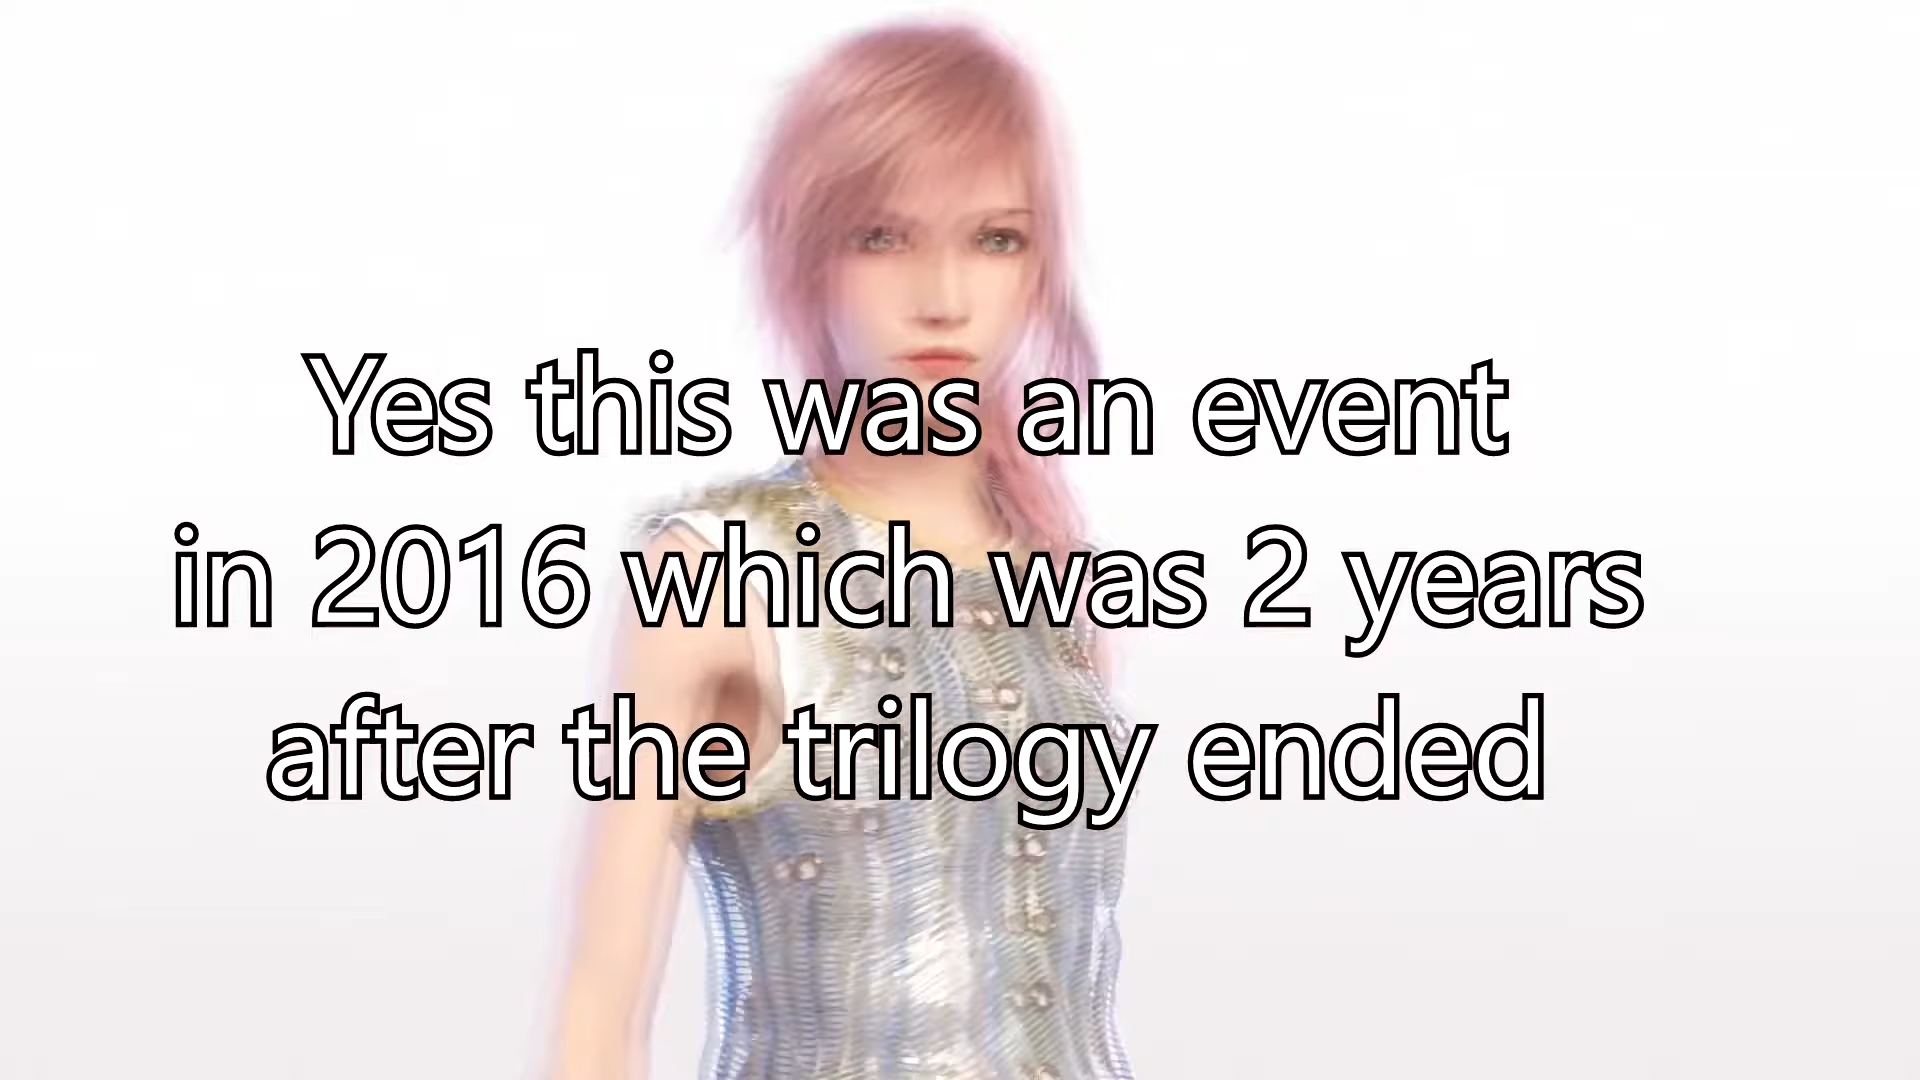 Yes this was an event
in 2016 which was 2 years
after the trilogy ended